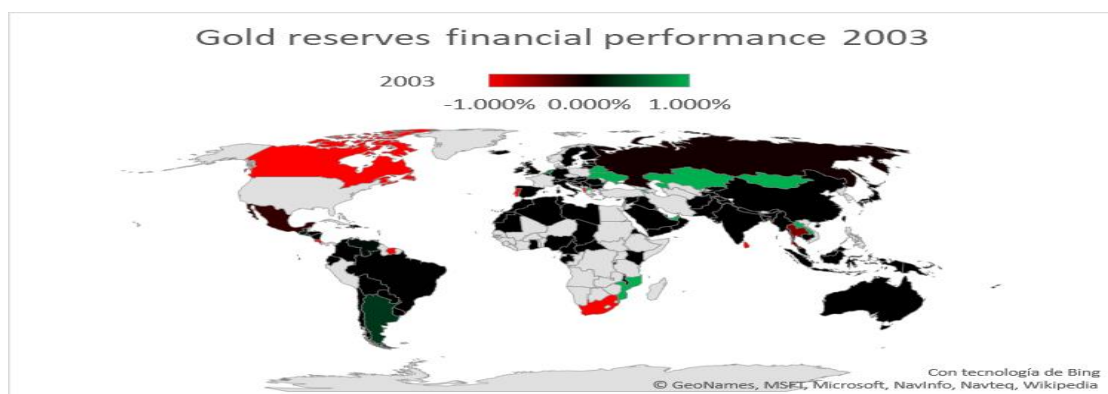 Gold reserves financial performance 2003
2003
-1.000% 0.000% 1.000%
Con tecnología de Bing
© GeoNames, MSFT, Microsoft, NavInfo, Navteq, Wikipedia